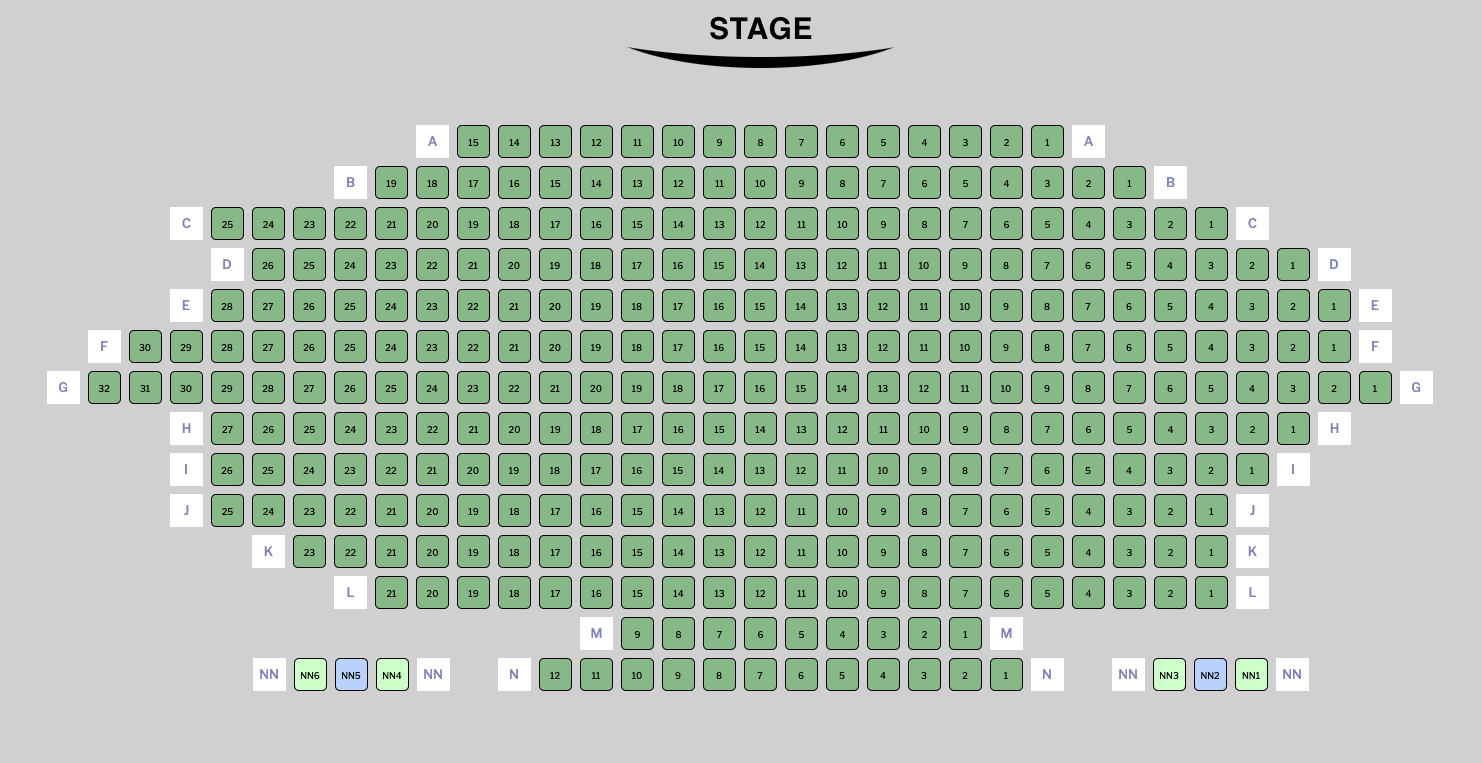 STAGE
A 15 14 13 12 11 10 9 8 7 6 5 4 3 2 1 A
B 19 18 17 16 15 14 13 12 11 10 9 8 7 6 5 4 3 2 1 B
C 25 24 23 22 21 20 19 18 17 16 15 14 13 12 11 10 9 8 7 6 5 4 3 2 1 C
D 26 25 24 23 22 21 20 19 18 17 16 15 14 13 12 11 10 9 8 7 6 5 4 3 2 1 D
E 28 27 26 25 24 23 22 21 20 19 18 17 16 15 14 13 12 11 10 9 8 7 6 5 4 3 2 1 E
F 30 29 28 27 26 25 24 23 22 21 20 19 18 17 16 15 14 13 12 11 10 9 8 7 6 5 4 3 2 1 F
G 32 31 30 29 28 27 26 25 24 23 22 21 20 19 18 17 16 15 14 13 12 11 10 9 8 7 6 5 4 3 2 1 G
H 27 26 25 24 23 22 21 20 19 18 17 16 15 14 13 12 11 10 9 8 7 6 5 4 3 2 1 H
I 26 25 24 23 22 21 20 19 18 17 16 15 14 13 12 11 10 9 8 7 6 5 4 3 2 1 I
J 25 24 23 22 21 20 19 18 17 16 15 14 13 12 11 10 9 8 7 6 5 4 3 2 1 J
K 23 22 21 20 19 18 17 16 15 14 13 12 11 10 9 8 7 6 5 4 3 2 1 K
L 21 20 19 18 17 16 15 14 13 12 11 10 9 8 7 6 5 4 3 2 1 L
M 9 8 7 6 5 4 3 2 1 M
NN NN6 NN5 NN4 NN N 12 11 10 9 8 7 6 5 4 3 2 1 N NN NN3 NN2 NN1 NN